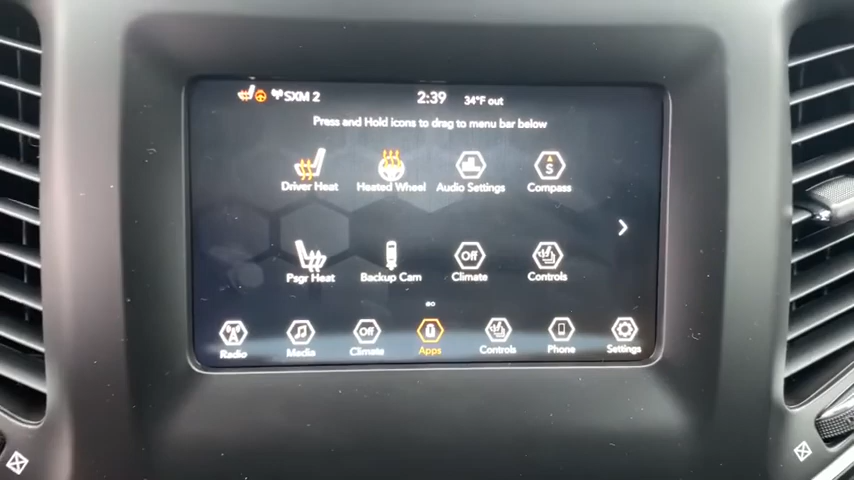 SXM 2 2:39 34°F out
Press and Hold icons to drag to menu bar below
Driver Heat Heated Wheel Audio Settings Compass
S
Psgr Heat Backup Cam Climate Controls
Off
Radio Media Climate Apps Controls Phone Settings
Off